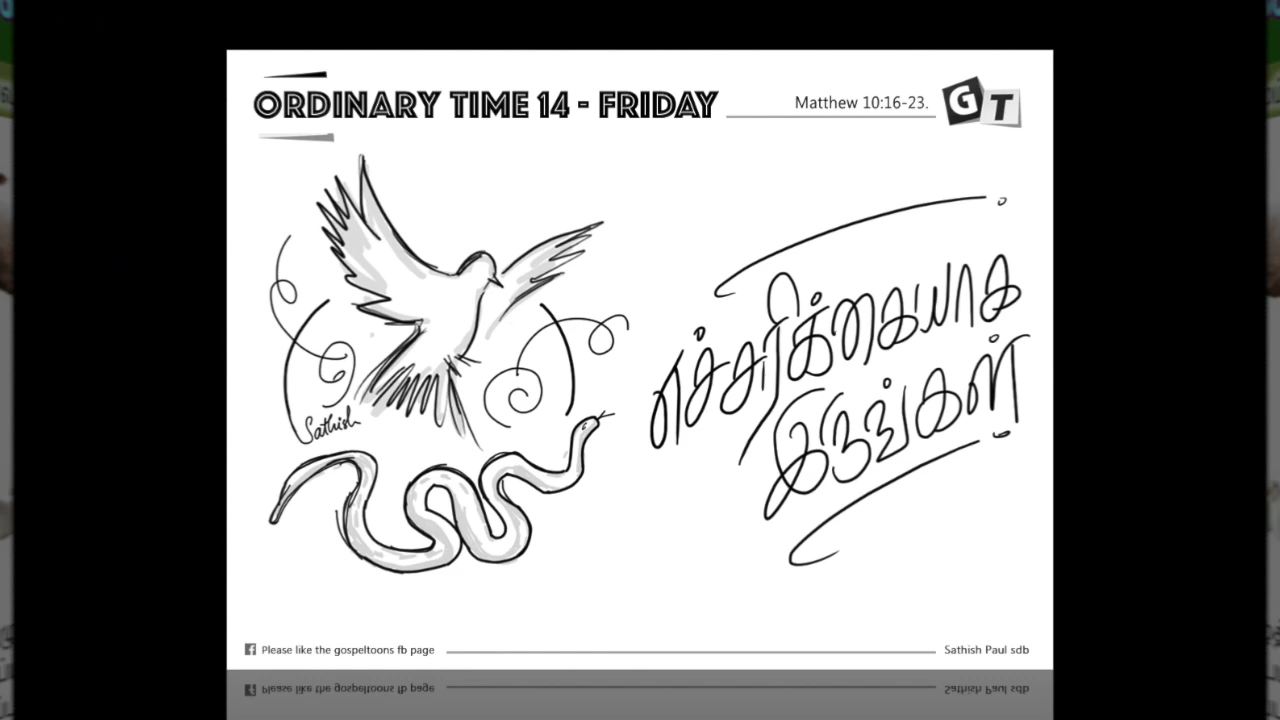 ORDINARY TIME 14 - FRIDAY
Matthew 10:16-23.
G T
எச்சரிக்கையாக
இருங்கள்
Sathish
Please like the gospeltoons fb page
Sathish Paul sdb